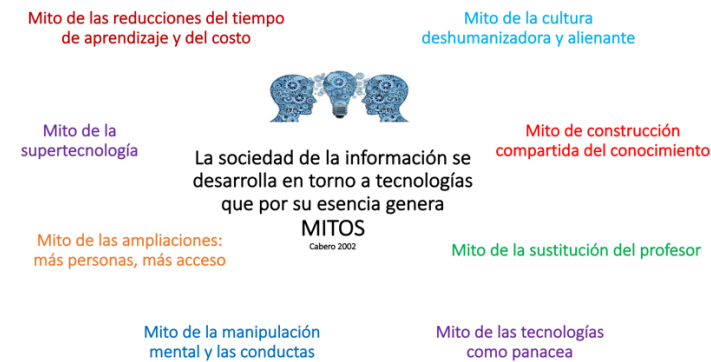 Mito de las reducciones del tiempo
de aprendizaje y del costo
Mito de la cultura
deshumanizadora y alienante
Mito de la
supertecnología
La sociedad de la información se
desarrolla en torno a tecnologías
que por su esencia genera
MITOS
Cabero 2002
Mito de construcción
compartida del conocimiento
Mito de las ampliaciones:
más personas, más acceso
Mito de la sustitución del profesor
Mito de la manipulación
mental y las conductas
Mito de las tecnologías
como panacea